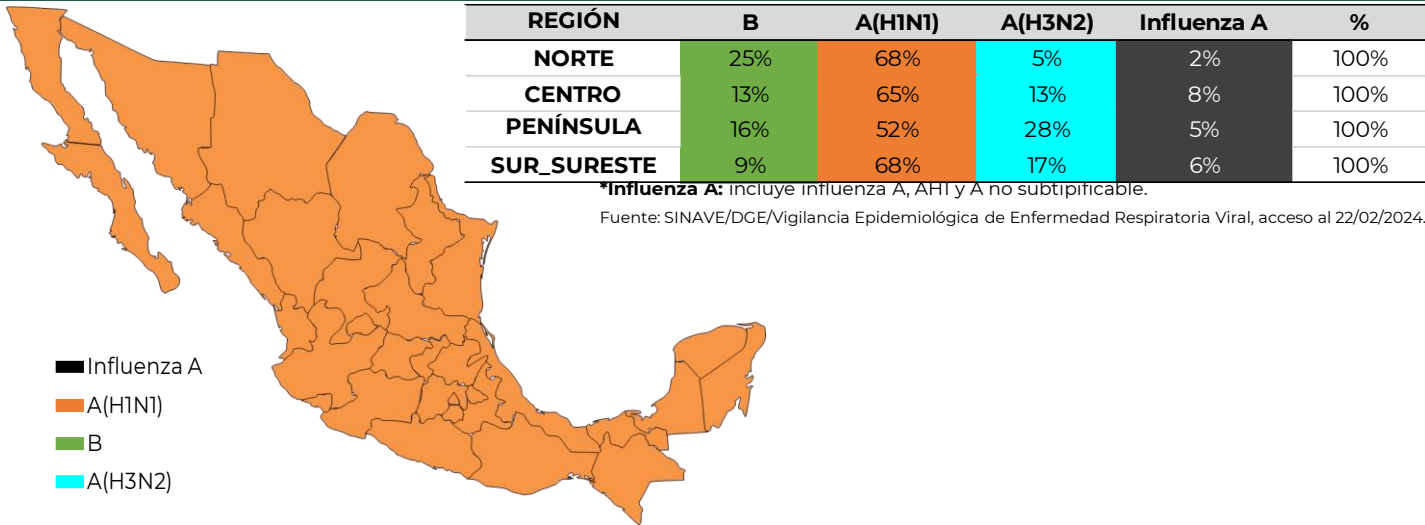 REGIÓN B A(H1N1) A(H3N2) Influenza A %
NORTE 25% 68% 5% 2% 100%
CENTRO 13% 65% 13% 8% 100%
PENÍNSULA 16% 52% 28% 5% 100%
SUR_SURESTE 9% 68% 17% 6% 100%
*Influenza A: incluye influenza A, AH1 y A no subtipificable.
Fuente: SINAVE/DGE/Vigilancia Epidemiológica de Enfermedad Respiratoria Viral, acceso al 22/02/2024.
Influenza A
A(H1N1)
B
A(H3N2)